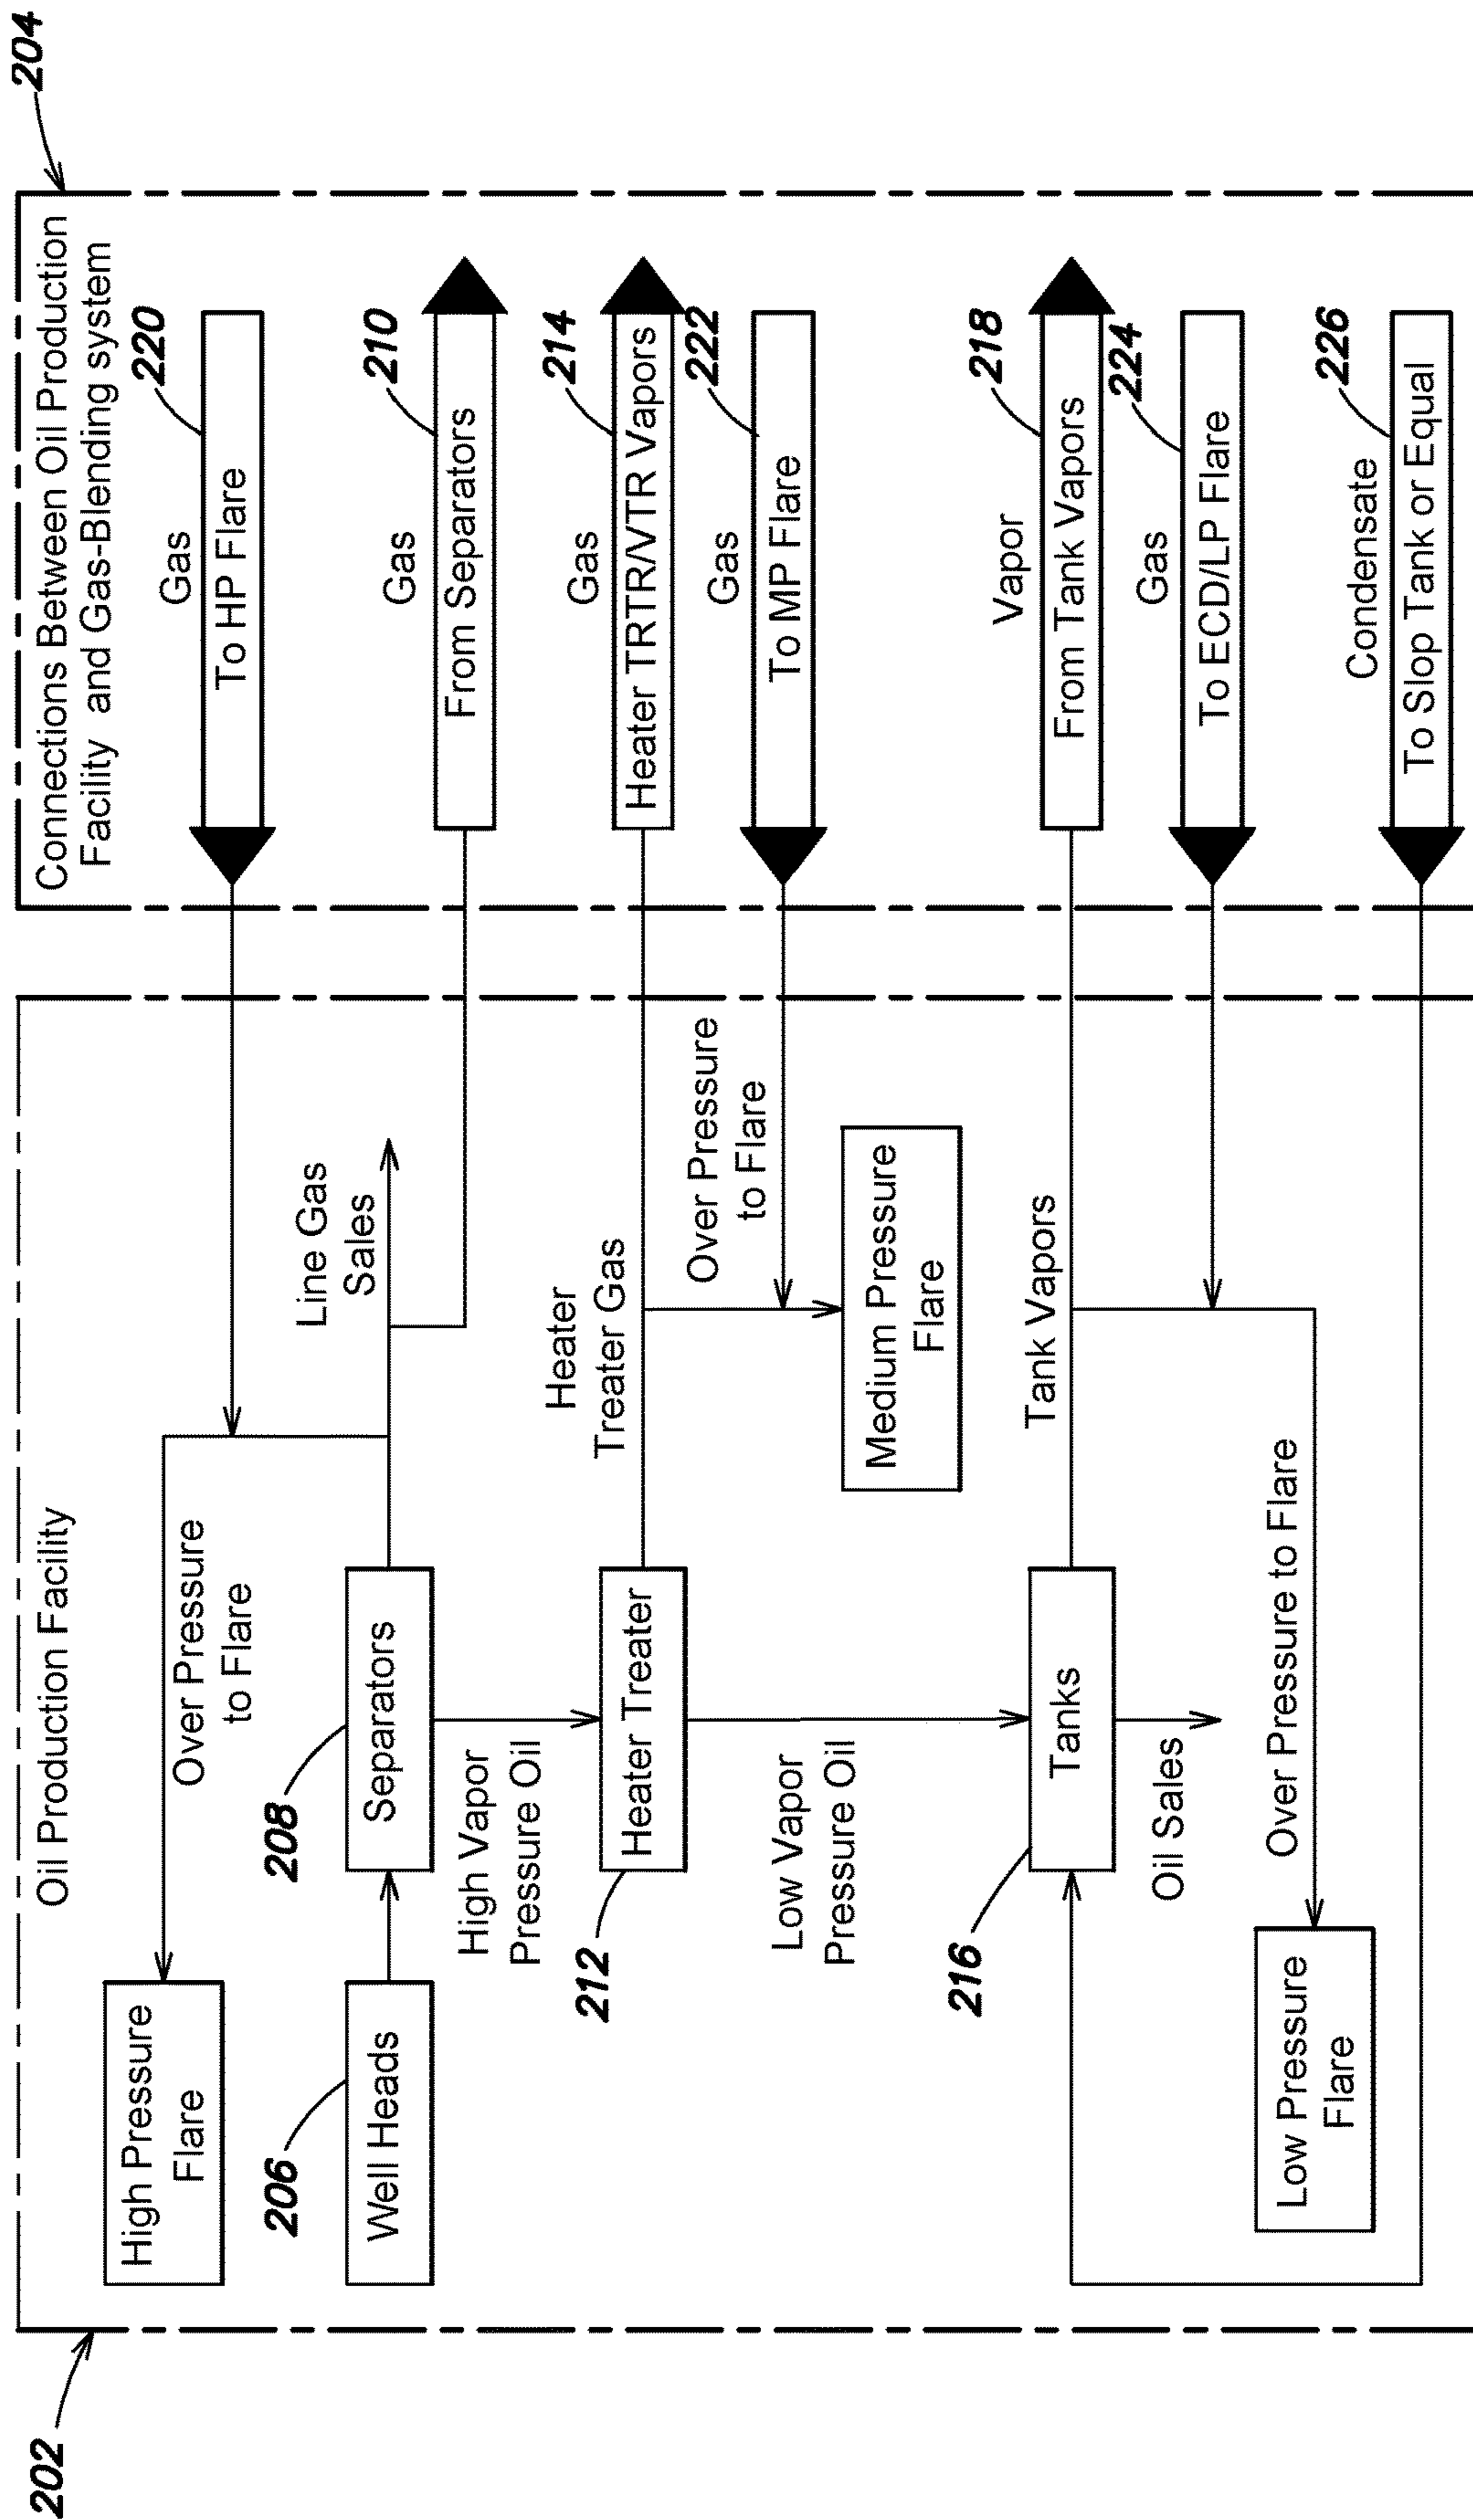 202
204
Oil Production Facility
Connections Between Oil Production
Facility and Gas-Blending system
High Pressure
Flare
Over Pressure
to Flare
Gas
To HP Flare
220
206
Well Heads
208
Separators
Line Gas
Sales
Gas
From Separators
210
High Vapor
Pressure Oil
212
Heater Treater
Heater
Treater Gas
Gas
Heater TRTR/VTR Vapors
214
Over Pressure
to Flare
Gas
To MP Flare
222
Medium Pressure
Flare
Low Vapor
Pressure Oil
216
Tanks
Tank Vapors
Vapor
From Tank Vapors
218
Oil Sales
Gas
To ECD/LP Flare
224
Over Pressure to Flare
Low Pressure
Flare
Condensate
To Slop Tank or Equal
226